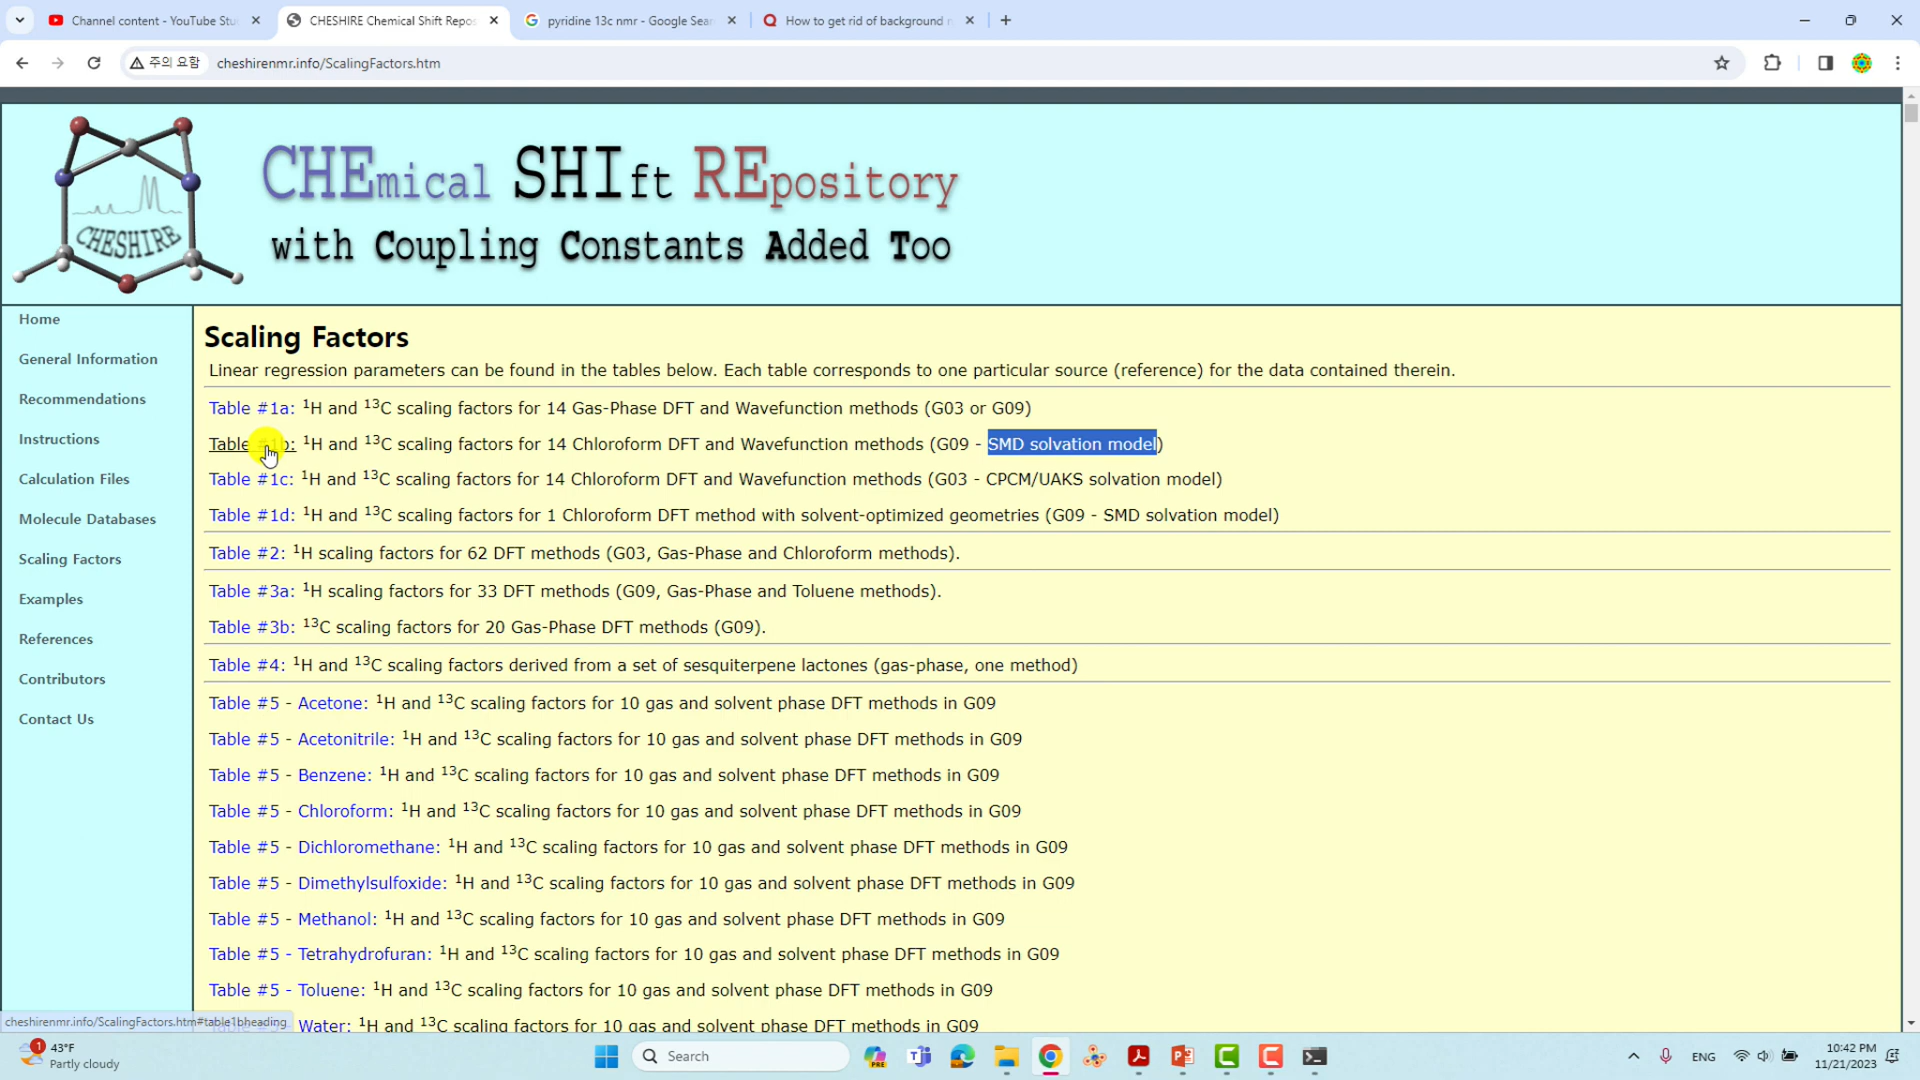 Channel content - YouTube Stu
CHESHIRE Chemical Shift Repos
pyridine 13c nmr - Google Sear
How to get rid of background n
주의 요함
cheshirenmr.info/ScalingFactors.htm
CHEmical SHIft REpository
with Coupling Constants Added Too
CHESHIRE
Home
General Information
Recommendations
Instructions
Calculation Files
Molecule Databases
Scaling Factors
Examples
References
Contributors
Contact Us
Scaling Factors
Linear regression parameters can be found in the tables below. Each table corresponds to one particular source (reference) for the data contained therein.
Table #1a: 1H and 13C scaling factors for 14 Gas-Phase DFT and Wavefunction methods (G03 or G09)
Table #1b: 1H and 13C scaling factors for 14 Chloroform DFT and Wavefunction methods (G09 - SMD solvation model)
Table #1c: 1H and 13C scaling factors for 14 Chloroform DFT and Wavefunction methods (G03 - CPCM/UAKS solvation model)
Table #1d: 1H and 13C scaling factors for 1 Chloroform DFT method with solvent-optimized geometries (G09 - SMD solvation model)
Table #2: 1H scaling factors for 62 DFT methods (G03, Gas-Phase and Chloroform methods).
Table #3a: 1H scaling factors for 33 DFT methods (G09, Gas-Phase and Toluene methods).
Table #3b: 13C scaling factors for 20 Gas-Phase DFT methods (G09).
Table #4: 1H and 13C scaling factors derived from a set of sesquiterpene lactones (gas-phase, one method)
Table #5 - Acetone: 1H and 13C scaling factors for 10 gas and solvent phase DFT methods in G09
Table #5 - Acetonitrile: 1H and 13C scaling factors for 10 gas and solvent phase DFT methods in G09
Table #5 - Benzene: 1H and 13C scaling factors for 10 gas and solvent phase DFT methods in G09
Table #5 - Chloroform: 1H and 13C scaling factors for 10 gas and solvent phase DFT methods in G09
Table #5 - Dichloromethane: 1H and 13C scaling factors for 10 gas and solvent phase DFT methods in G09
Table #5 - Dimethylsulfoxide: 1H and 13C scaling factors for 10 gas and solvent phase DFT methods in G09
Table #5 - Methanol: 1H and 13C scaling factors for 10 gas and solvent phase DFT methods in G09
Table #5 - Tetrahydrofuran: 1H and 13C scaling factors for 10 gas and solvent phase DFT methods in G09
Table #5 - Toluene: 1H and 13C scaling factors for 10 gas and solvent phase DFT methods in G09
Water: 1H and 13C scaling factors for 10 gas and solvent phase DFT methods in G09
cheshirenmr.info/ScalingFactors.htm#table1bheading
1
43°F
Partly cloudy
Search
PRE
ENG
10:42 PM
11/21/2023